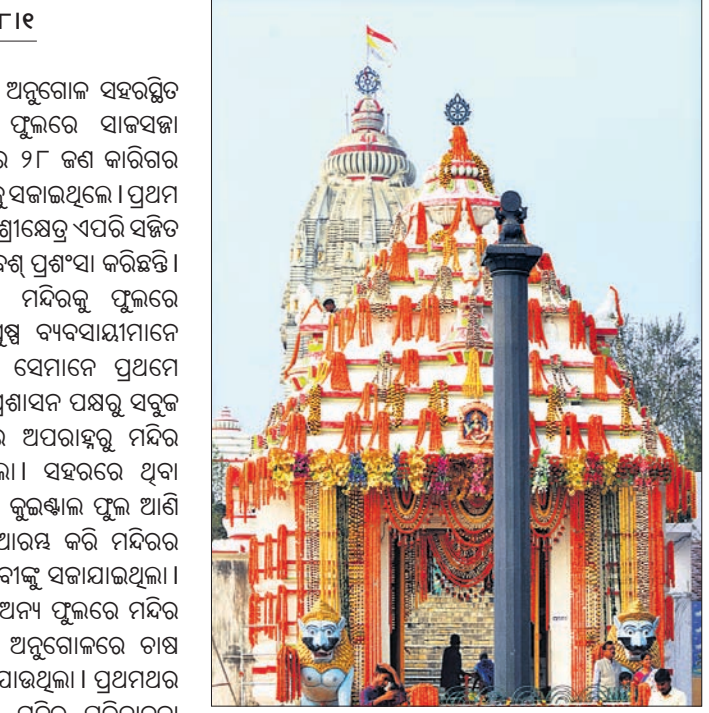 ୮।୧
ଅନୁଗୋଳ ସହରସ୍ଥିତ
ଫୁଲରେ ସାଜସଜ୍ଜା
୨୮ ଜଣ କାରିଗର
ସଜାଇଥିଲେ। ପ୍ରଥମ
ଶ୍ରୀକ୍ଷେତ୍ର ଏପରି ସଜ୍ଜିତ
ପ୍ରଶଂସା କରିଛନ୍ତି।
ମନ୍ଦିରକୁ ଫୁଲରେ
ବ୍ୟବସାୟୀମାନେ
ସେମାନେ ପ୍ରଥମେ
ପ୍ରଶାସନ ପକ୍ଷରୁ ସବୁଜ
ଅପରାହ୍ନରୁ ମନ୍ଦିର
ଲା। ସହରରେ ଥିବା
କୁଇଣ୍ଟାଲ ଫୁଲ ଆଣି
ଆରମ୍ଭ କରି ମନ୍ଦିରର
ବୀଙ୍କୁ ସଜାଯାଇଥିଲା।
ଅନ୍ୟ ଫୁଲରେ ମନ୍ଦିର
ଅନୁଗୋଳରେ ଚାଷ
ଯାଉଥିଲା। ପ୍ରଥମଥର